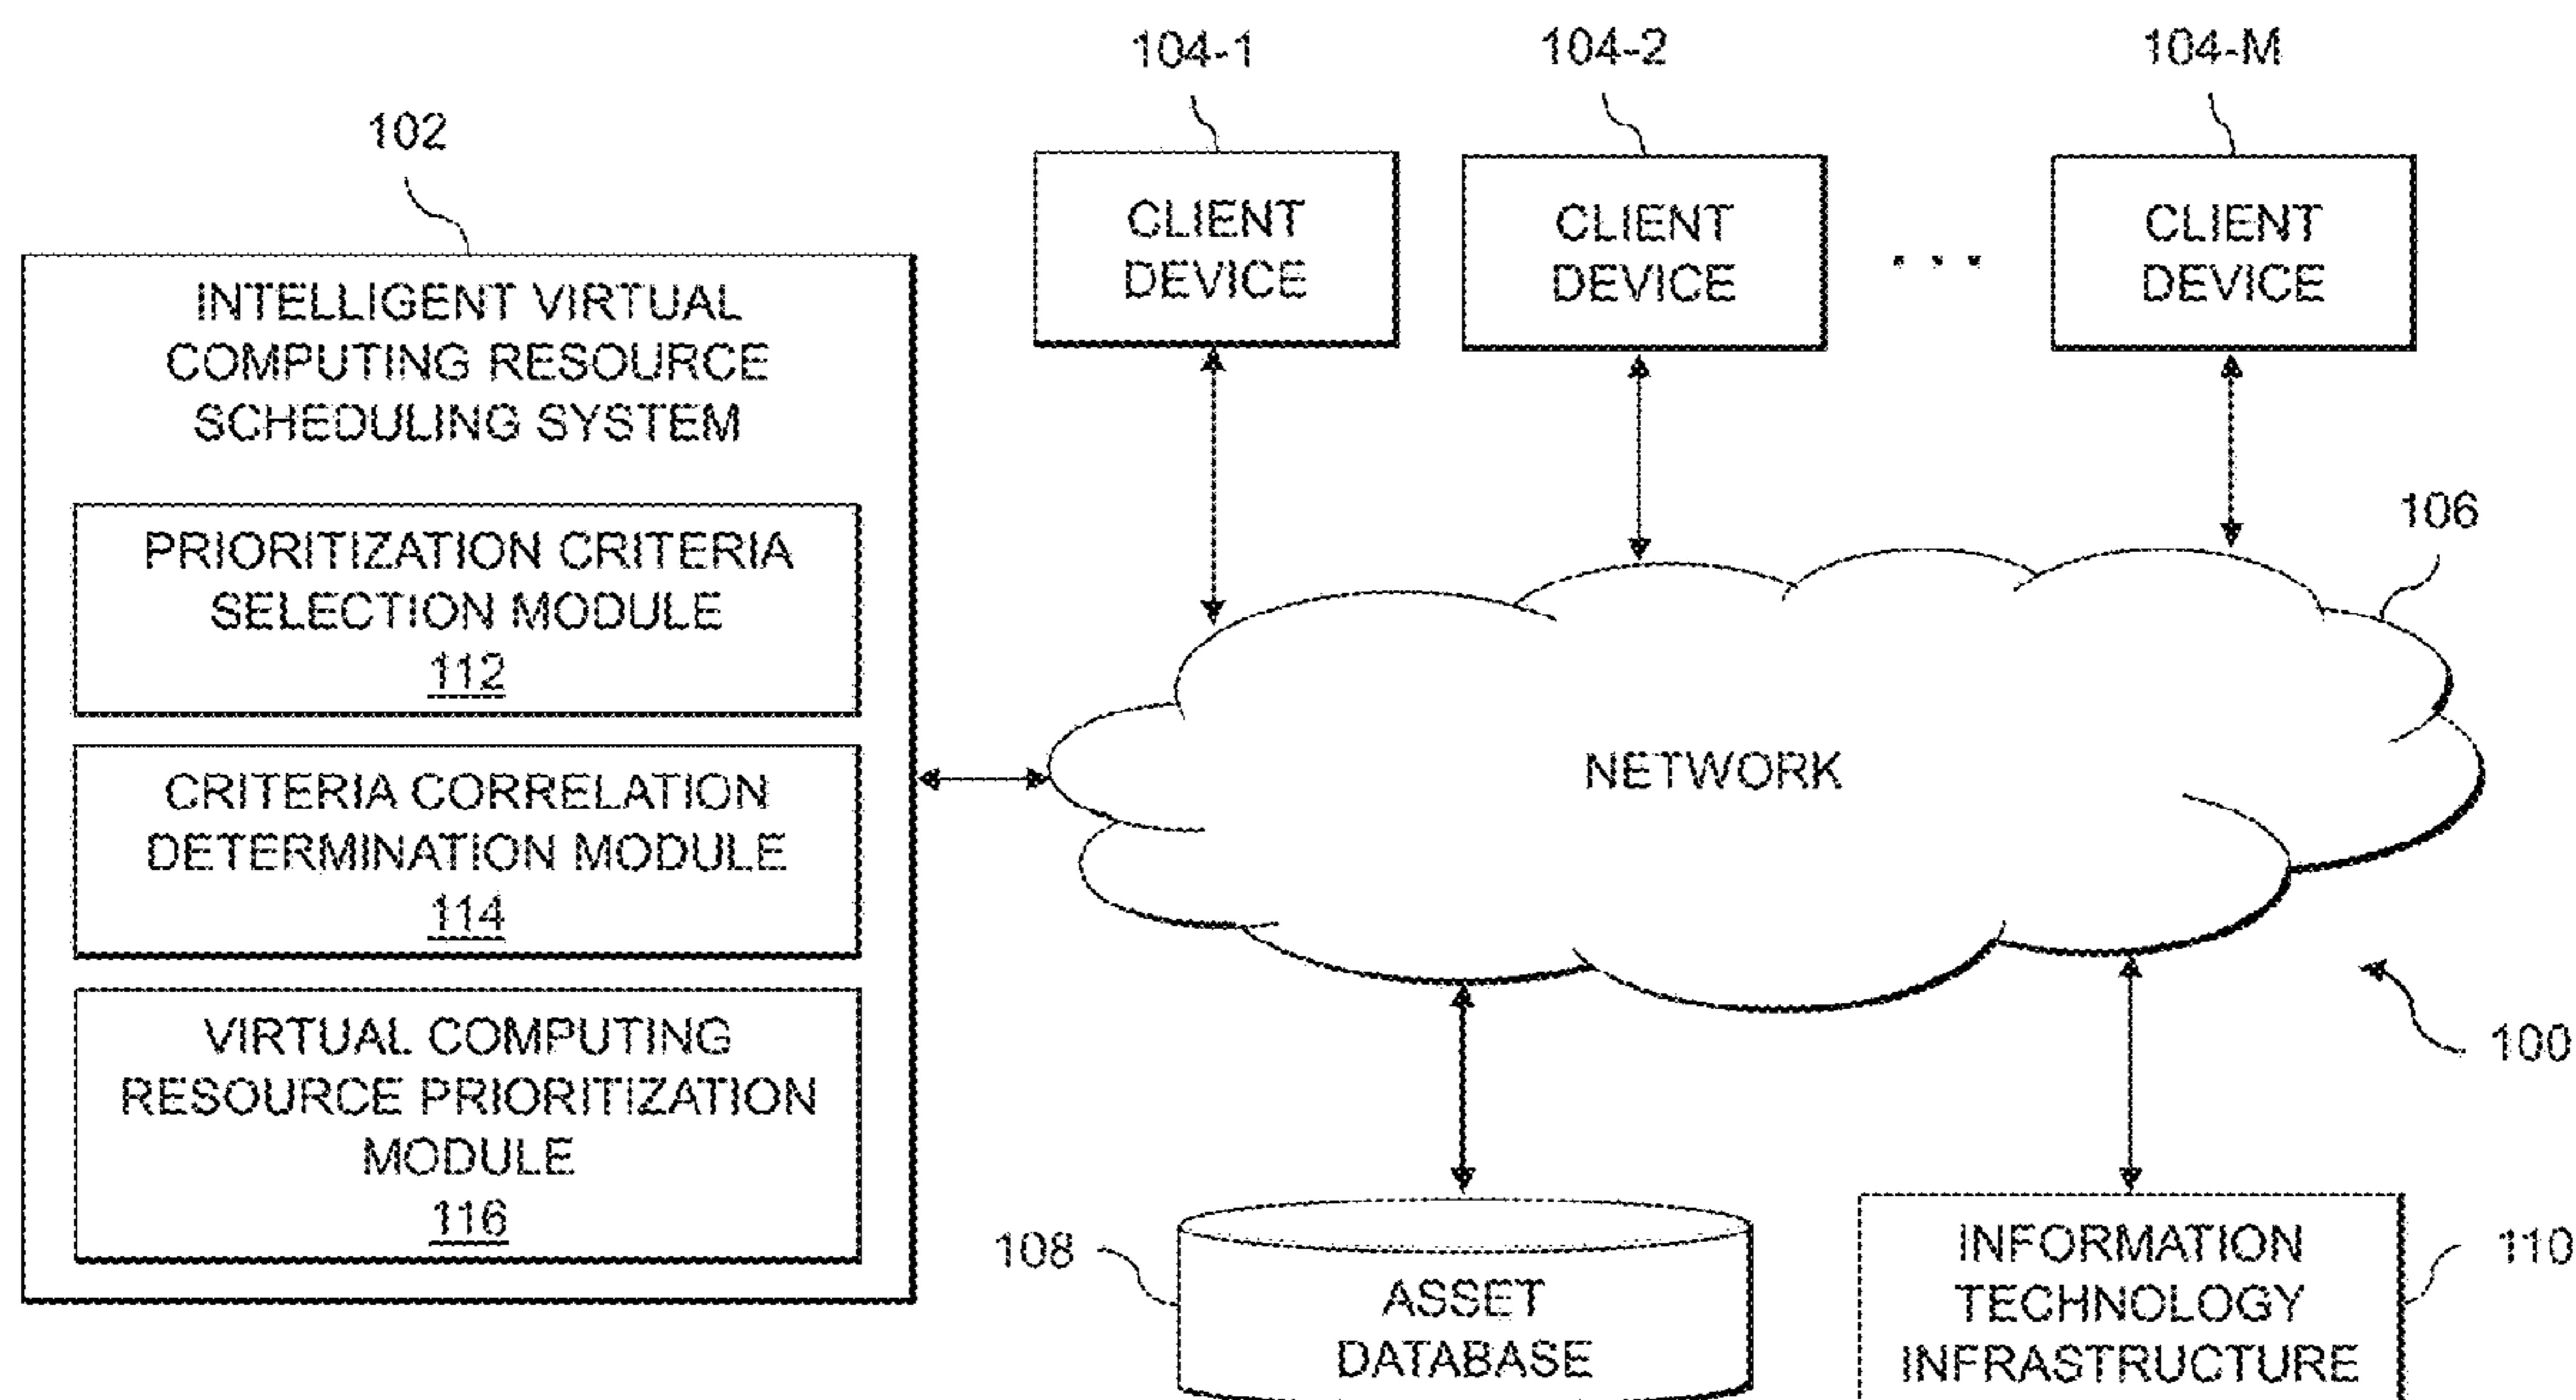 102
INTELLIGENT VIRTUAL
COMPUTING RESOURCE
SCHEDULING SYSTEM
PRIORITIZATION CRITERIA
SELECTION MODULE
112
CRITERIA CORRELATION
DETERMINATION MODULE
114
VIRTUAL COMPUTING
RESOURCE PRIORITIZATION
MODULE
116
104-1
CLIENT
DEVICE
104-2
CLIENT
DEVICE
. . .
104-M
CLIENT
DEVICE
106
NETWORK
100
108
ASSET
DATABASE
INFORMATION
TECHNOLOGY
INFRASTRUCTURE
110